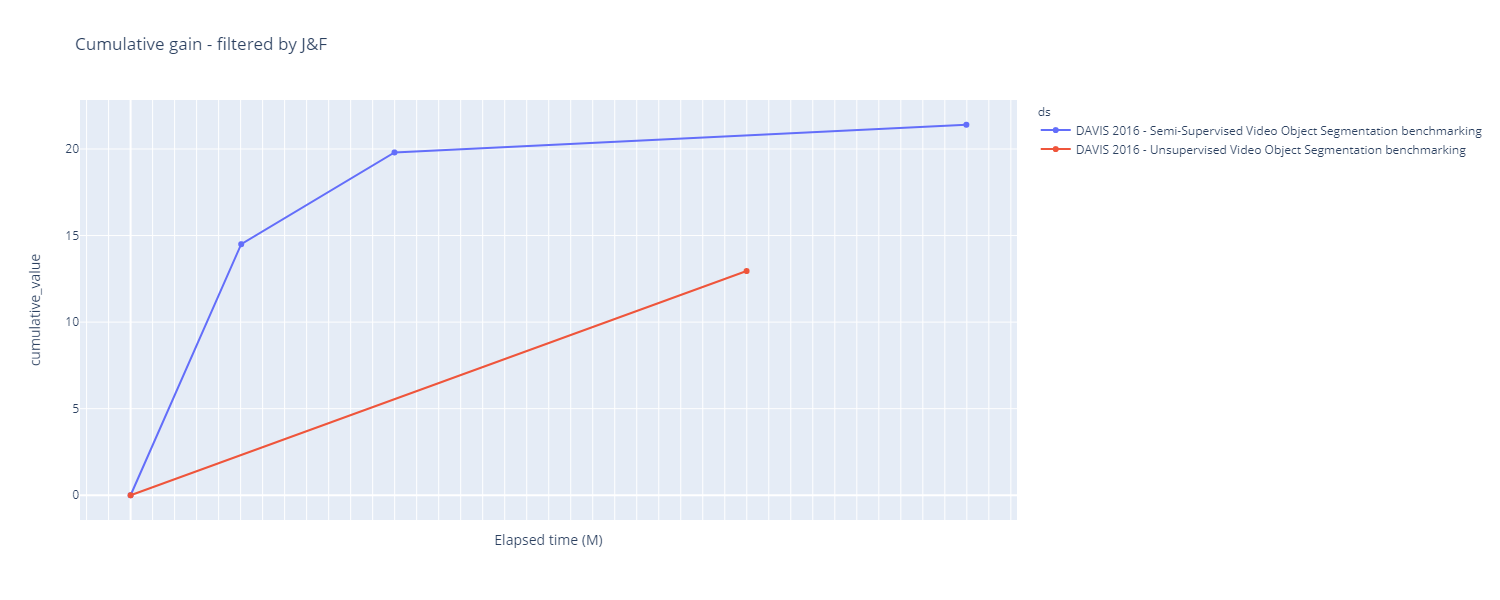 Cumulative gain - filtered by J&F
ds
DAVIS 2016 - Semi-Supervised Video Object Segmentation benchmarking
DAVIS 2016 - Unsupervised Video Object Segmentation benchmarking
20
15
10
5
0
cumulative_value
Elapsed time (M)